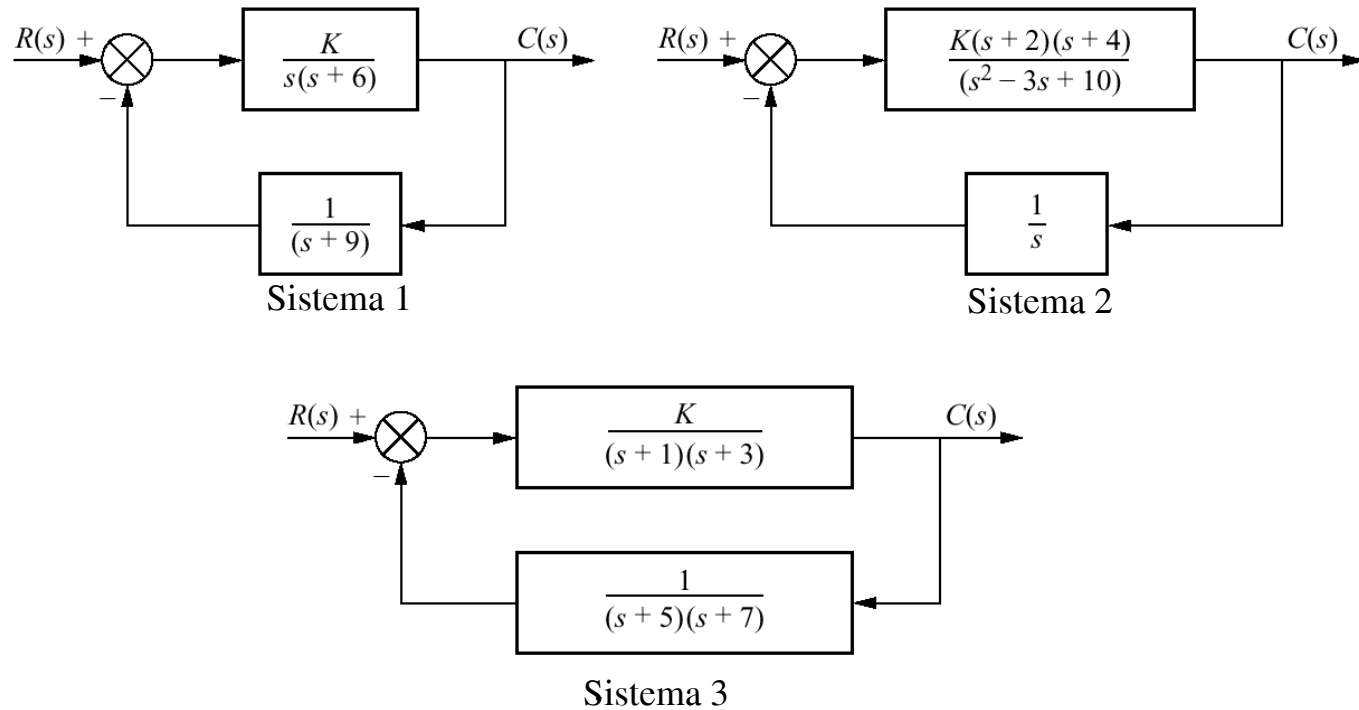 R(s) +
K
s(s + 6)
C(s)
−
1
(s + 9)
Sistema 1
R(s) +
K(s + 2)(s + 4)
(s² − 3s + 10)
C(s)
−
1
s
Sistema 2
R(s) +
K
(s + 1)(s + 3)
C(s)
−
1
(s + 5)(s + 7)
Sistema 3